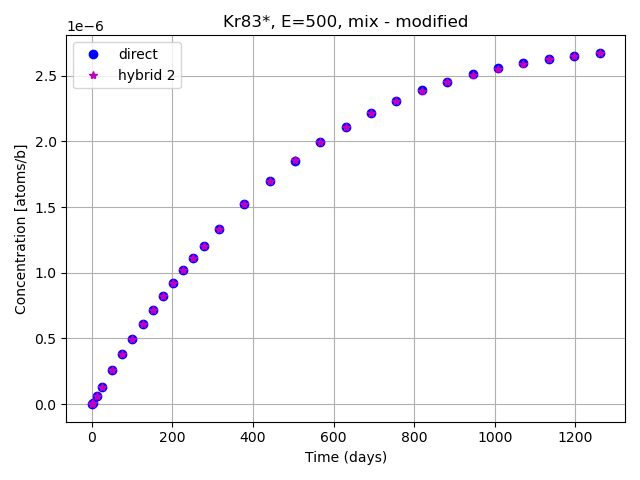 Kr83*, E=500, mix - modified
1e−6
direct
hybrid 2
2.5
2.0
1.5
1.0
0.5
0.0
Concentration [atoms/b]
0 200 400 600 800 1000 1200
Time (days)